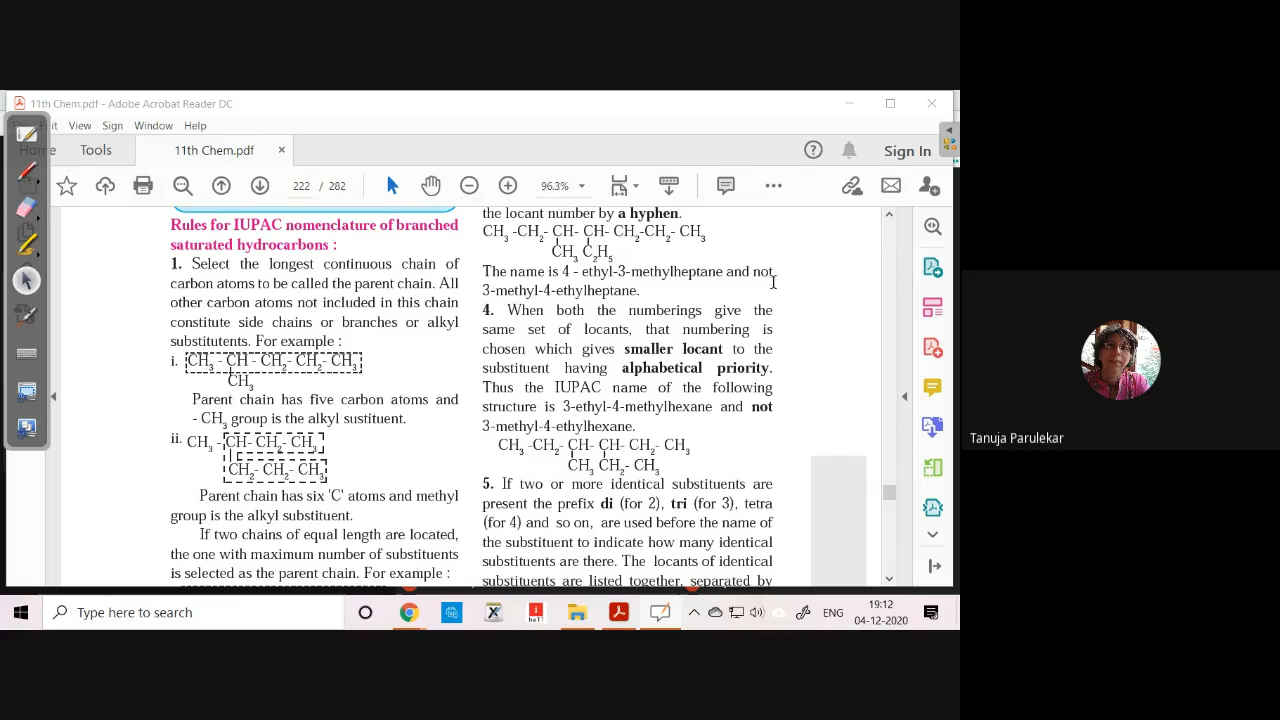 11th Chem.pdf - Adobe Acrobat Reader DC
View Sign Window Help
Tools
11th Chem.pdf
Sign In
222 / 282
96.3%
Rules for IUPAC nomenclature of branched
saturated hydrocarbons :
1. Select the longest continuous chain of
carbon atoms to be called the parent chain. All
other carbon atoms not included in this chain
constitute side chains or branches or alkyl
substitutents. For example :
i. CH₃ - CH - CH₂- CH₂- CH₃
CH₃
Parent chain has five carbon atoms and
- CH₃ group is the alkyl sustituent.
ii. CH₃ - CH- CH₂- CH₃
CH₂- CH₂- CH₃
Parent chain has six 'C' atoms and methyl
group is the alkyl substituent.
If two chains of equal length are located,
the one with maximum number of substituents
is selected as the parent chain. For example :
the locant number by a hyphen.
CH₃ -CH₂- CH- CH- CH₂-CH₂- CH₃
CH₃ C₂H₅
The name is 4 - ethyl-3-methylheptane and not
3-methyl-4-ethylheptane.
4. When both the numberings give the
same set of locants, that numbering is
chosen which gives smaller locant to the
substituent having alphabetical priority.
Thus the IUPAC name of the following
structure is 3-ethyl-4-methylhexane and not
3-methyl-4-ethylhexane.
CH₃ -CH₂- CH- CH- CH₂- CH₃
CH₃ CH₂- CH₃
5. If two or more identical substituents are
present the prefix di (for 2), tri (for 3), tetra
(for 4) and so on, are used before the name of
the substituent to indicate how many identical
substituents are there. The locants of identical
substituents are listed together, separated by
Tanuja Parulekar
Type here to search
ball
ENG
19:12
04-12-2020